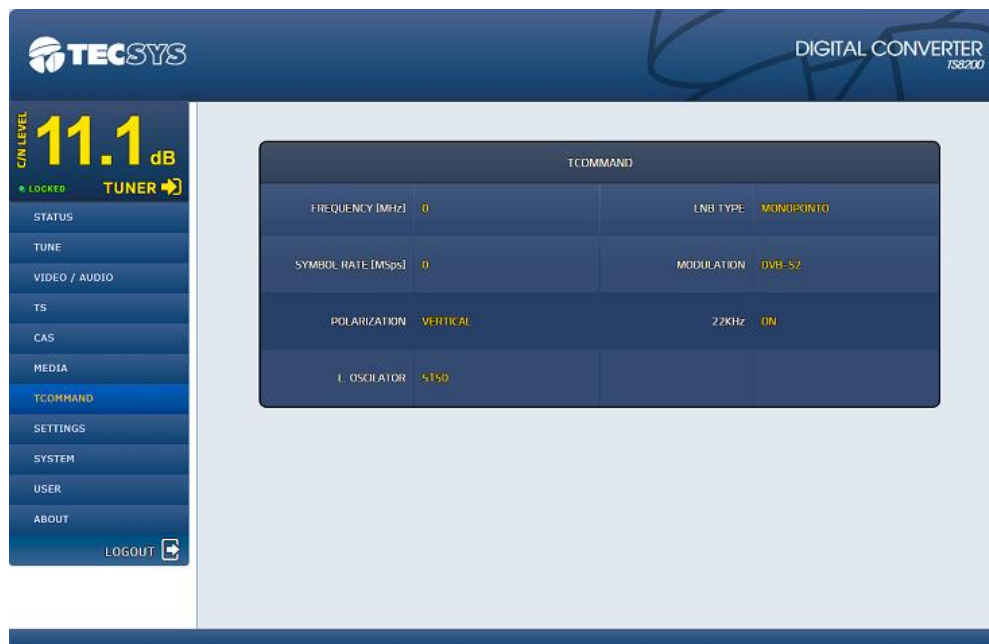 TECSYS
DIGITAL CONVERTER
TS8200
C/N LEVEL
11.1 dB
LOCKED TUNER
STATUS
TUNE
VIDEO / AUDIO
TS
CAS
MEDIA
TCOMMAND
SETTINGS
SYSTEM
USER
ABOUT
LOGOUT
TCOMMAND
FREQUENCY [MHz] 0 LNB TYPE MONOPONTO
SYMBOL RATE [MSps] 0 MODULATION DVB-S2
POLARIZATION VERTICAL 22KHz ON
L. OSCILATOR 5150